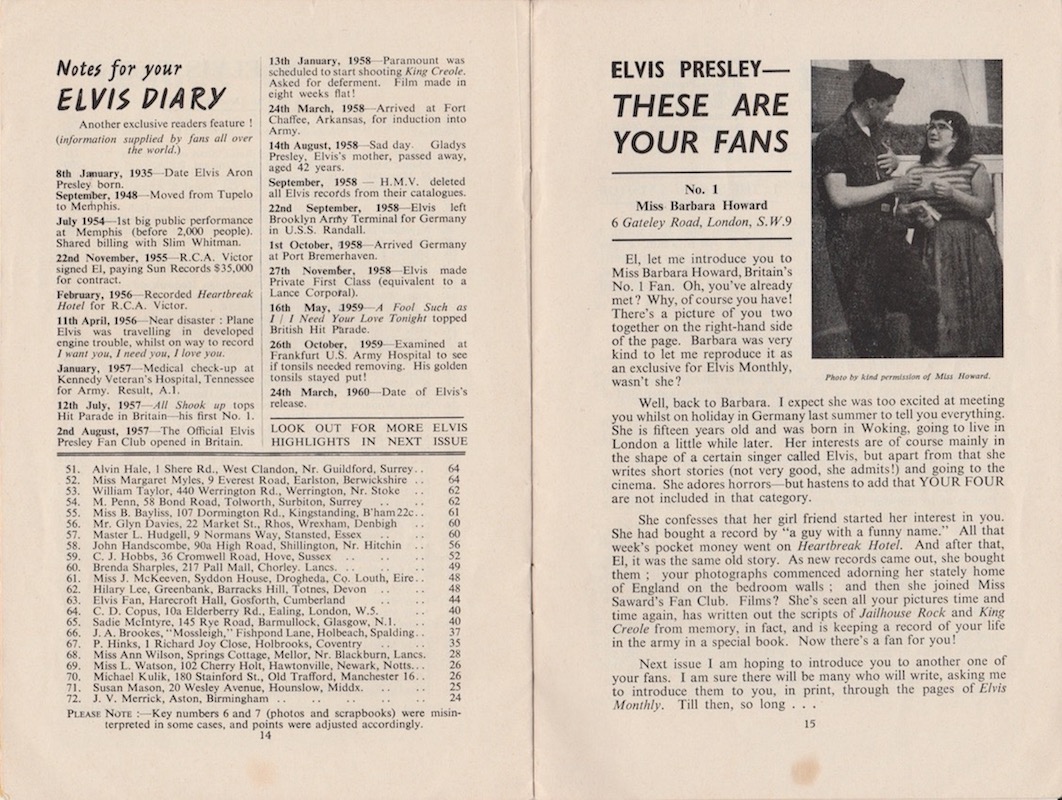 Notes for your
ELVIS DIARY
Another exclusive readers feature !
(information supplied by fans all over
the world.)
8th January, 1935—Date Elvis Aron
Presley born.
September, 1948—Moved from Tupelo
to Memphis.
July 1954—1st big public performance
at Memphis (before 2,000 people).
Shared billing with Slim Whitman.
22nd November, 1955—R.C.A. Victor
signed El, paying Sun Records $35,000
for contract.
February, 1956—Recorded Heartbreak
Hotel for R.C.A. Victor.
11th April, 1956—Near disaster : Plane
Elvis was travelling in developed
engine trouble, whilst on way to record
I want you, I need you, I love you.
January, 1957—Medical check-up at
Kennedy Veteran's Hospital, Tennessee
for Army. Result, A.1.
12th July, 1957—All Shook up tops
Hit Parade in Britain—his first No. 1.
2nd August, 1957—The Official Elvis
Presley Fan Club opened in Britain.
13th January, 1958—Paramount was
scheduled to start shooting King Creole.
Asked for deferment. Film made in
eight weeks flat!
24th March, 1958—Arrived at Fort
Chaffee, Arkansas, for induction into
Army.
14th August, 1958—Sad day. Gladys
Presley, Elvis's mother, passed away,
aged 42 years.
September, 1958 — H.M.V. deleted
all Elvis records from their catalogues.
22nd September, 1958—Elvis left
Brooklyn Army Terminal for Germany
in U.S.S. Randall.
1st October, 1958—Arrived Germany
at Port Bremerhaven.
27th November, 1958—Elvis made
Private First Class (equivalent to a
Lance Corporal).
16th May, 1959—A Fool Such as
I / I Need Your Love Tonight topped
British Hit Parade.
26th October, 1959—Examined at
Frankfurt U.S. Army Hospital to see
if tonsils needed removing. His golden
tonsils stayed put!
24th March, 1960—Date of Elvis's
release.
LOOK OUT FOR MORE ELVIS
HIGHLIGHTS IN NEXT ISSUE
51. Alvin Hale, 1 Shere Rd., West Clandon, Nr. Guildford, Surrey . . 64
52. Miss Margaret Myles, 9 Everest Road, Earlston, Berwickshire . . 64
53. William Taylor, 440 Werrington Rd., Werrington, Nr. Stoke . . 62
54. M. Penn, 58 Bond Road, Tolworth, Surbiton, Surrey . . 62
55. Miss B. Bayliss, 107 Dormington Rd., Kingstanding, B'ham 22c . . 61
56. Mr. Glyn Davies, 22 Market St., Rhos, Wrexham, Denbigh . . 60
57. Master L. Hudgell, 9 Normans Way, Stansted, Essex . . . . 60
58. John Handscombe, 90a High Road, Shillington, Nr. Hitchin . . 56
59. C. J. Hobbs, 36 Cromwell Road, Hove, Sussex . . . . . . 52
60. Brenda Sharples, 217 Pall Mall, Chorley. Lancs. . . . . 49
61. Miss J. McKeeven, Syddon House, Drogheda, Co. Louth, Eire . . 48
62. Hilary Lee, Greenbank, Barracks Hill, Totnes, Devon . . 48
63. Elvis Fan, Harecroft Hall, Gosforth, Cumberland . . 44
64. C. D. Copus, 10a Elderberry Rd., Ealing, London, W.5. . . 40
65. Sadie McIntyre, 145 Rye Road, Barmullock, Glasgow, N.1. . . 40
66. J. A. Brookes, "Mossleigh," Fishpond Lane, Holbeach, Spalding . . 37
67. P. Hinks, 1 Richard Joy Close, Holbrooks, Coventry . . 35
68. Miss Ann Wilson, Springs Cottage, Mellor, Nr. Blackburn, Lancs. 28
69. Miss L. Watson, 102 Cherry Holt, Hawtonville, Newark, Notts. . . 26
70. Michael Kulik, 180 Stainford St., Old Trafford, Manchester 16 . . 26
71. Susan Mason, 20 Wesley Avenue, Hounslow, Middx. . . . . 25
72. J. V. Merrick, Aston, Birmingham . . . . . . . . . . 24
PLEASE NOTE :—Key numbers 6 and 7 (photos and scrapbooks) were misin-
terpreted in some cases, and points were adjusted accordingly.
14
ELVIS PRESLEY—
THESE ARE
YOUR FANS
No. 1
Miss Barbara Howard
6 Gateley Road, London, S.W.9
El, let me introduce you to
Miss Barbara Howard, Britain's
No. 1 Fan. Oh, you've already
met? Why, of course you have!
There's a picture of you two
together on the right-hand side
of the page. Barbara was very
kind to let me reproduce it as
an exclusive for Elvis Monthly,
wasn't she?
Photo by kind permission of Miss Howard.
Well, back to Barbara. I expect she was too excited at meeting
you whilst on holiday in Germany last summer to tell you everything.
She is fifteen years old and was born in Woking, going to live in
London a little while later. Her interests are of course mainly in
the shape of a certain singer called Elvis, but apart from that she
writes short stories (not very good, she admits!) and going to the
cinema. She adores horrors—but hastens to add that YOUR FOUR
are not included in that category.
She confesses that her girl friend started her interest in you.
She had bought a record by "a guy with a funny name." All that
week's pocket money went on Heartbreak Hotel. And after that,
El, it was the same old story. As new records came out, she bought
them ; your photographs commenced adorning her stately home
of England on the bedroom walls ; and then she joined Miss
Saward's Fan Club. Films? She's seen all your pictures time and
time again, has written out the scripts of Jailhouse Rock and King
Creole from memory, in fact, and is keeping a record of your life
in the army in a special book. Now there's a fan for you!
Next issue I am hoping to introduce you to another one of
your fans. I am sure there will be many who will write, asking me
to introduce them to you, in print, through the pages of Elvis
Monthly. Till then, so long . . .
15